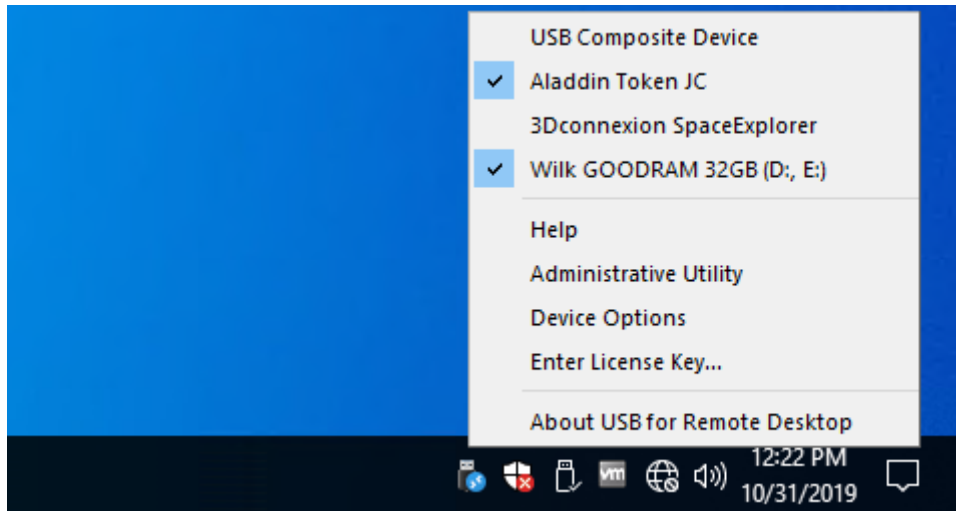 USB Composite Device
Aladdin Token JC
3Dconnexion SpaceExplorer
Wilk GOODRAM 32GB (D:, E:)
Help
Administrative Utility
Device Options
Enter License Key...
About USB for Remote Desktop
vm
12:22 PM
10/31/2019